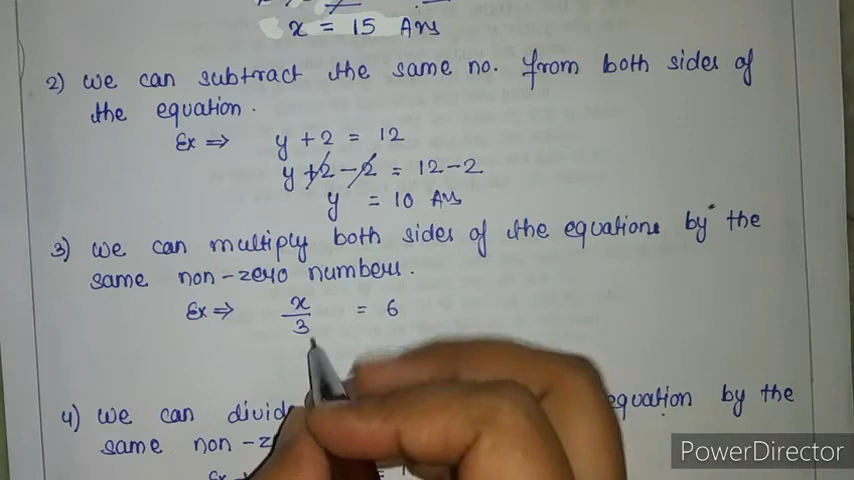 x = 15 Ans
2) we can subtract the same no. from both sides of
the equation.
Ex ⇒ y + 2 = 12
y +2 - 2 = 12 - 2
y = 10 Ans
3) we can multiply both sides of the equations by the
same non-zero numbers.
Ex ⇒ x/3 = 6
4) we can equation by the
same non-
PowerDirector